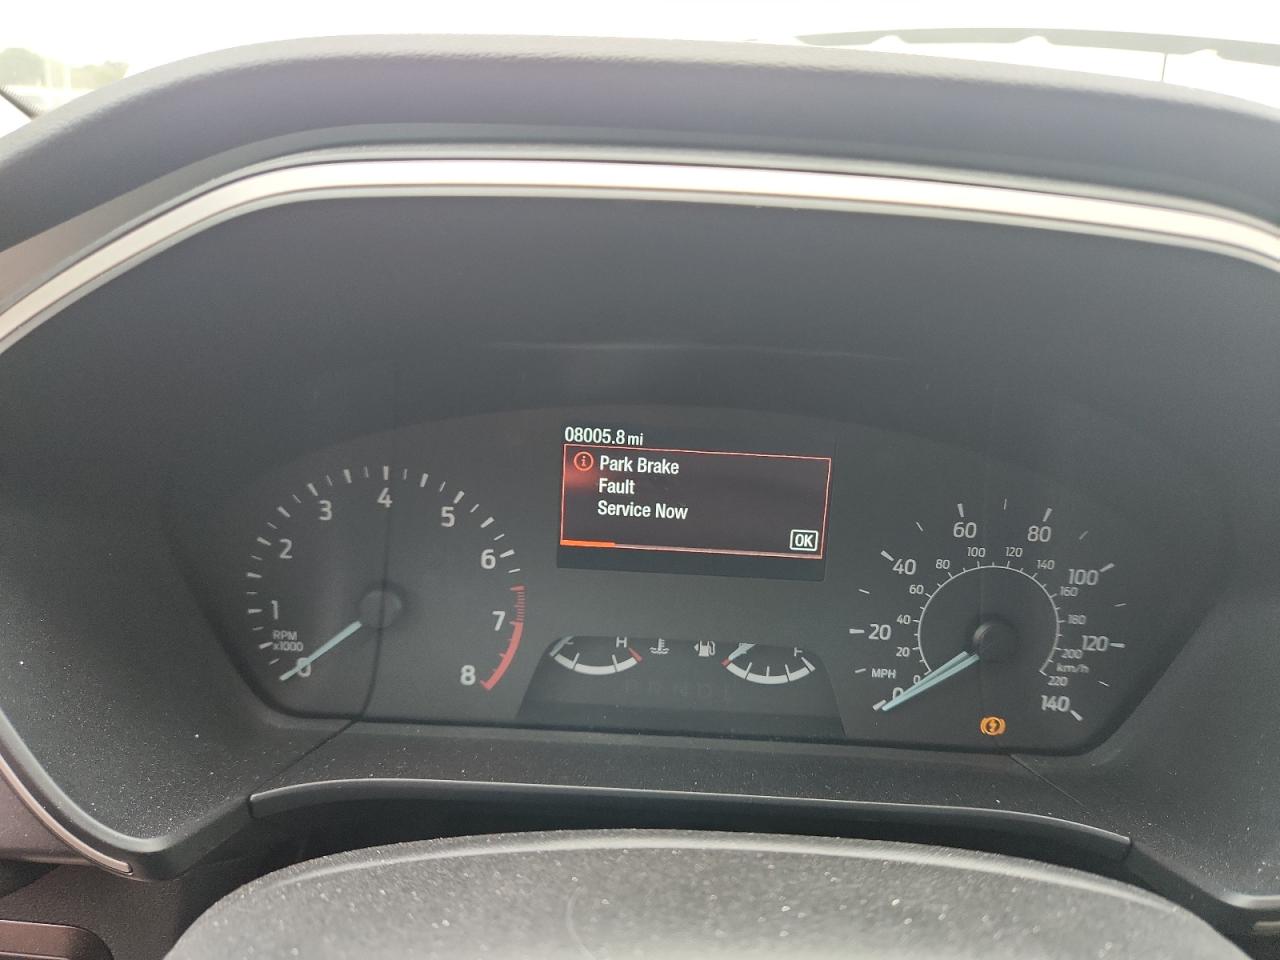 08005.8 mi
Park Brake
Fault
Service Now
OK
1 2 3 4 5 6 7 8
RPM
x1000
0
H
F
PRNDL
0 20 40 60 80 100 120 140
MPH
0 20 40 60 80 100 120 140 160 180 200 220
km/h